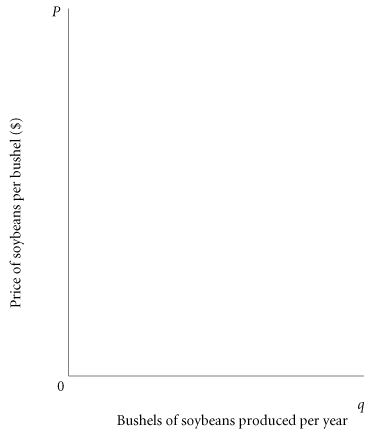 P
Price of soybeans per bushel ($)
0
q
Bushels of soybeans produced per year